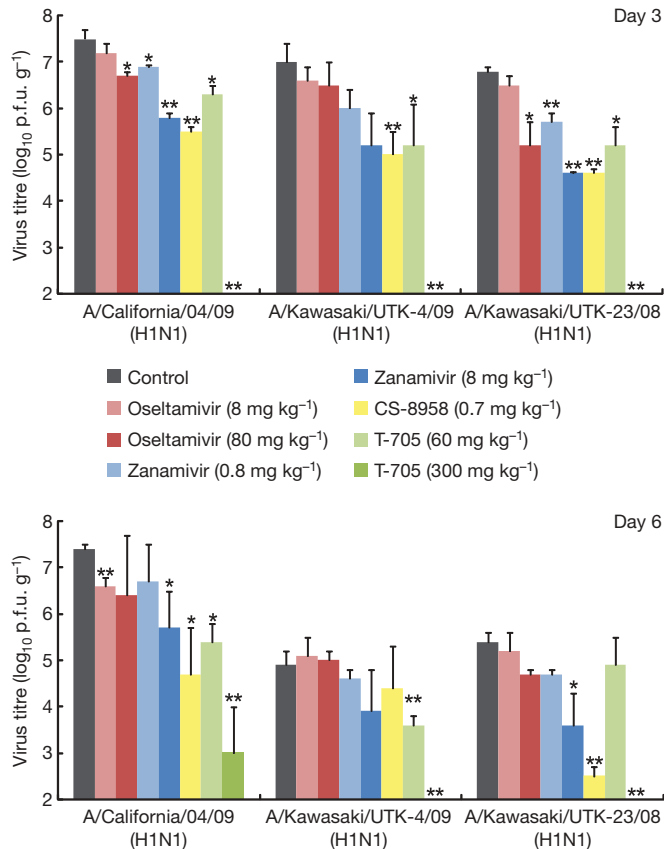 Day 3
Virus titre (log₁₀ p.f.u. g⁻¹)
8
7
6
5
4
3
2
* * ** ** * **
** * **
* ** ** ** * **
A/California/04/09 A/Kawasaki/UTK-4/09 A/Kawasaki/UTK-23/08
(H1N1) (H1N1) (H1N1)
Control Zanamivir (8 mg kg⁻¹)
Oseltamivir (8 mg kg⁻¹) CS-8958 (0.7 mg kg⁻¹)
Oseltamivir (80 mg kg⁻¹) T-705 (60 mg kg⁻¹)
Zanamivir (0.8 mg kg⁻¹) T-705 (300 mg kg⁻¹)
Day 6
Virus titre (log₁₀ p.f.u. g⁻¹)
8
7
6
5
4
3
2
** * * * **
** **
* ** **
A/California/04/09 A/Kawasaki/UTK-4/09 A/Kawasaki/UTK-23/08
(H1N1) (H1N1) (H1N1)